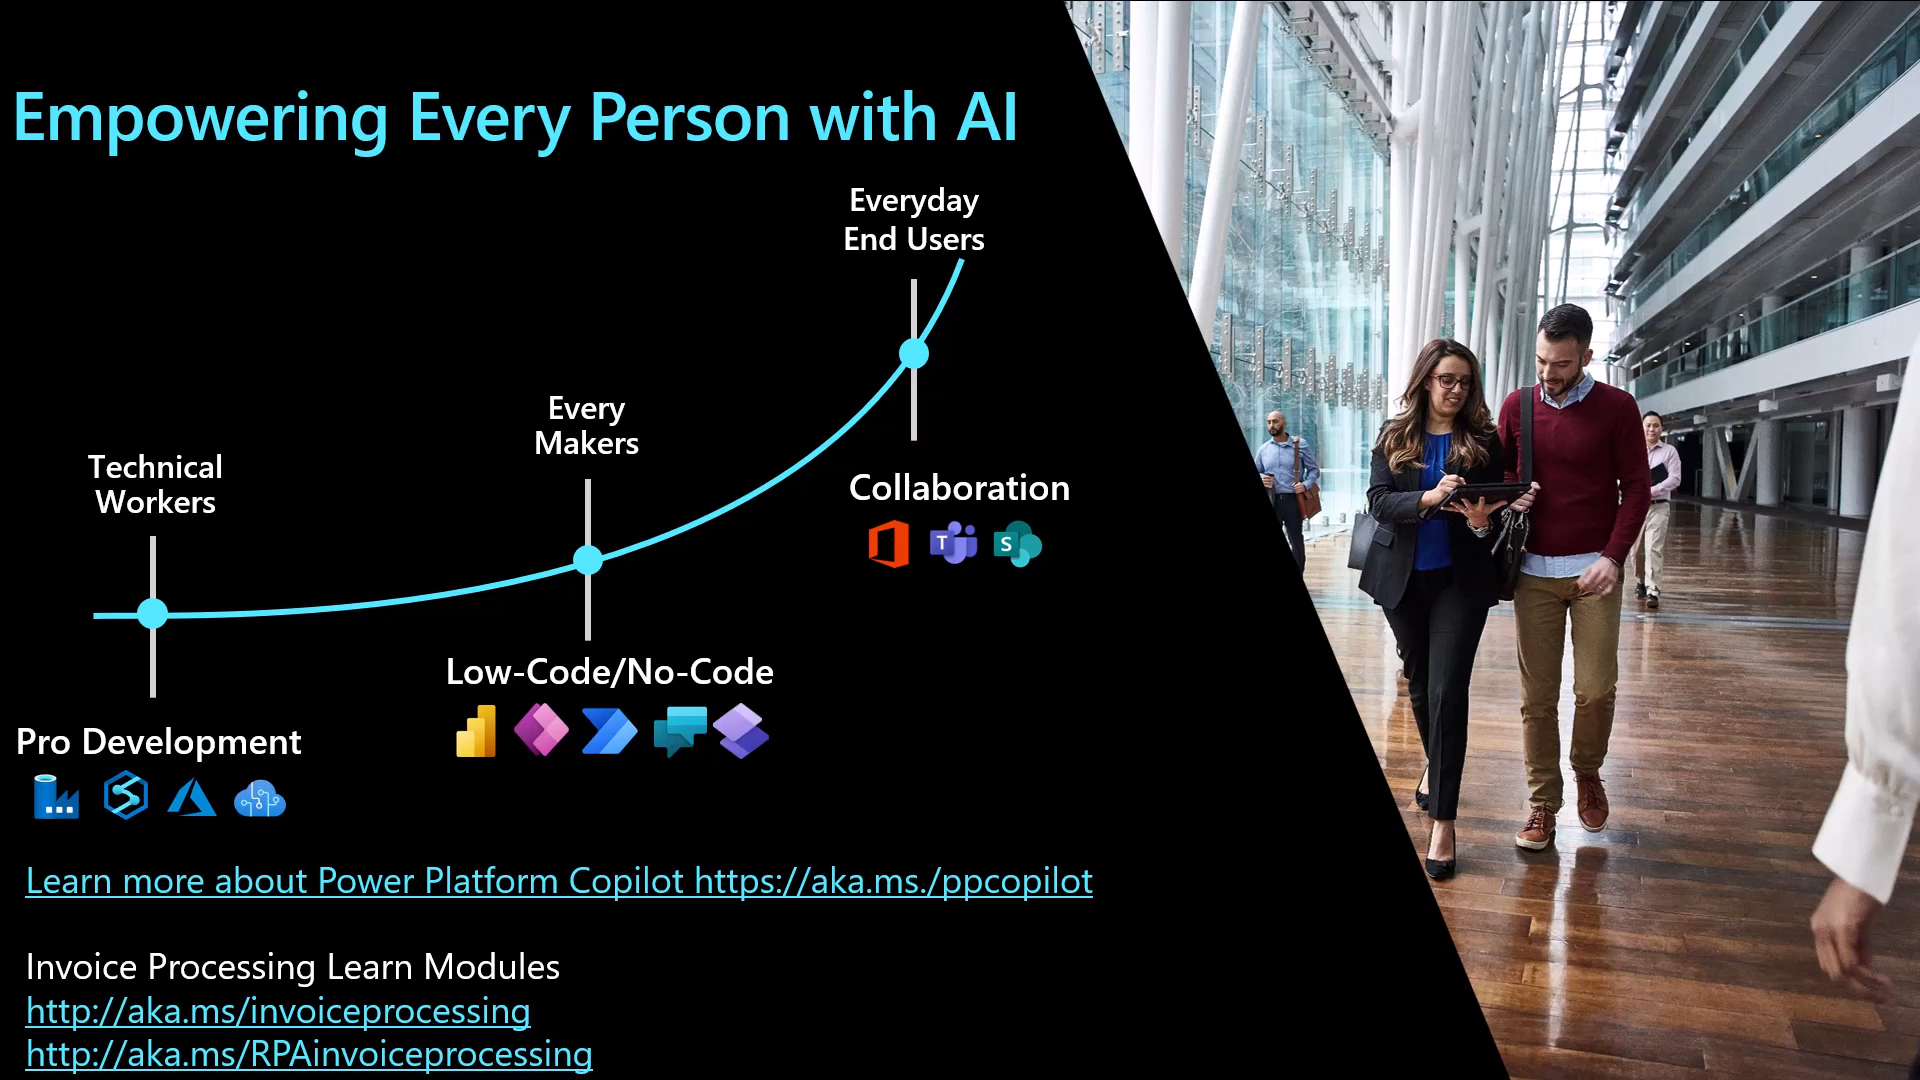 Empowering Every Person with AI
Everyday
End Users
Every
Makers
Technical
Workers
Collaboration
T
S
Low-Code/No-Code
Pro Development
Learn more about Power Platform Copilot https://aka.ms./ppcopilot
Invoice Processing Learn Modules
http://aka.ms/invoiceprocessing
http://aka.ms/RPAinvoiceprocessing